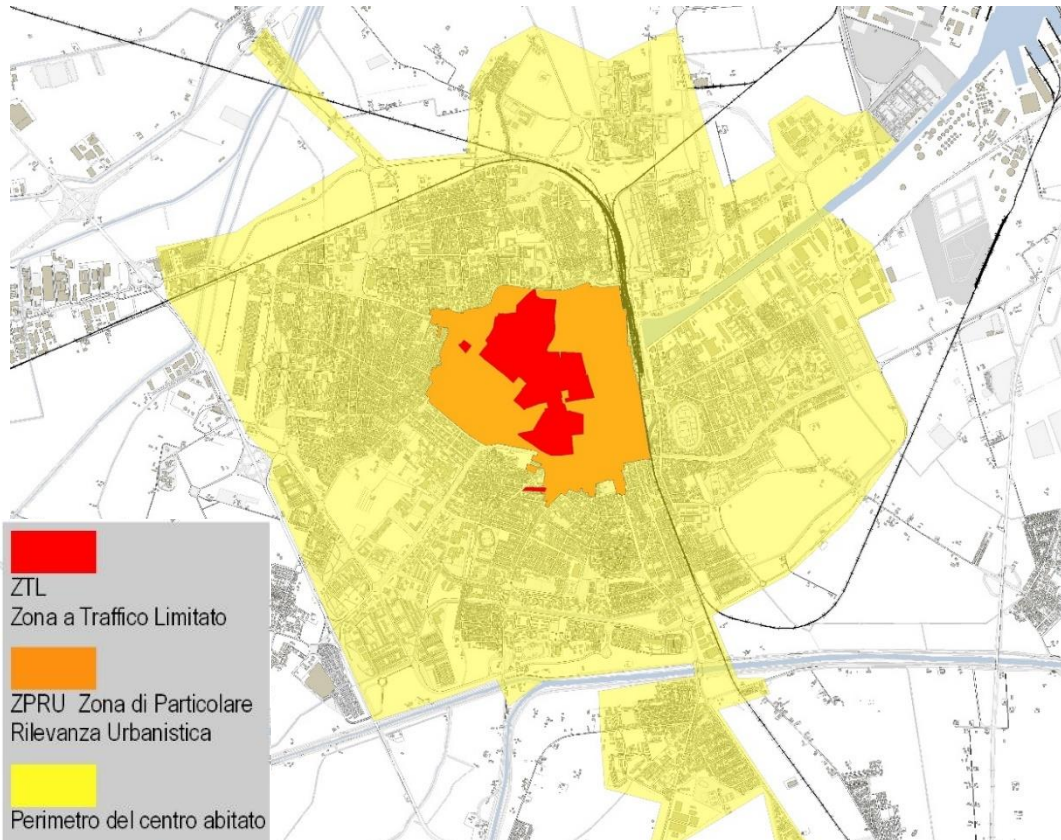 ZTL
Zona a Traffico Limitato
ZPRU Zona di Particolare
Rilevanza Urbanistica
Perimetro del centro abitato